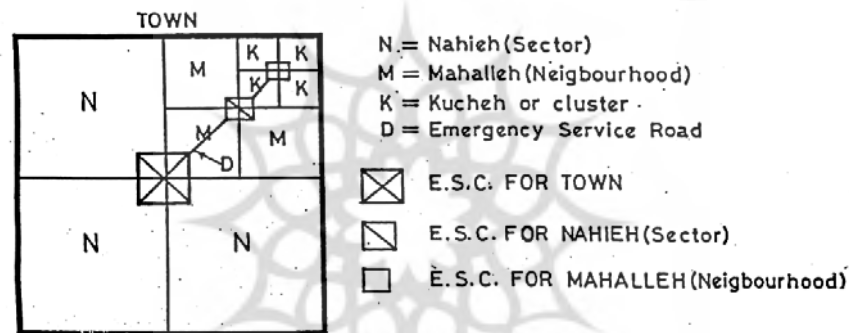 TOWN
N
M
K
K
K
K
M
M
D
N
N
N = Nahieh (Sector)
M = Mahalleh (Neigbourhood)
K = Kucheh or cluster
D = Emergency Service Road
E.S.C. FOR TOWN
E.S.C. FOR NAHIEH (Sector)
E.S.C. FOR MAHALLEH (Neigbourhood)